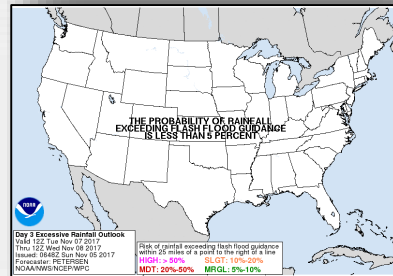 THE PROBABILITY OF RAINFALL
EXCEEDING FLASH FLOOD GUIDANCE
IS LESS THAN 5 PERCENT
noaa
Day 3 Excessive Rainfall Outlook
Valid 12Z Tue Nov 07 2017
Thru 12Z Wed Nov 08 2017
Issued: 0648Z Sun Nov 05 2017
Forecaster: PETERSEN
NOAA/NWS/NCEP/WPC
Risk of rainfall exceeding flash flood guidance
within 25 miles of a point to the right of a line
HIGH: > 50% SLGT: 10%-20%
MDT: 20%-50% MRGL: 5%-10%